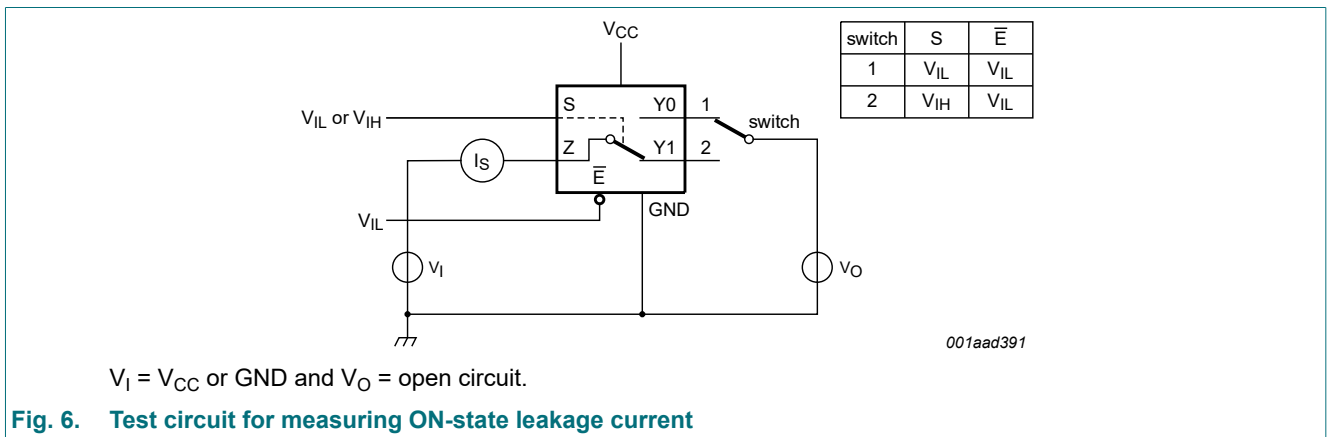 VCC
switch S E̅
1 VIL VIL
2 VIH VIL
S Y0 1
switch
VIL or VIH
Z Y1 2
IS
E̅
GND
VIL
VI
VO
001aad391
VI = VCC or GND and VO = open circuit.
Fig. 6. Test circuit for measuring ON-state leakage current